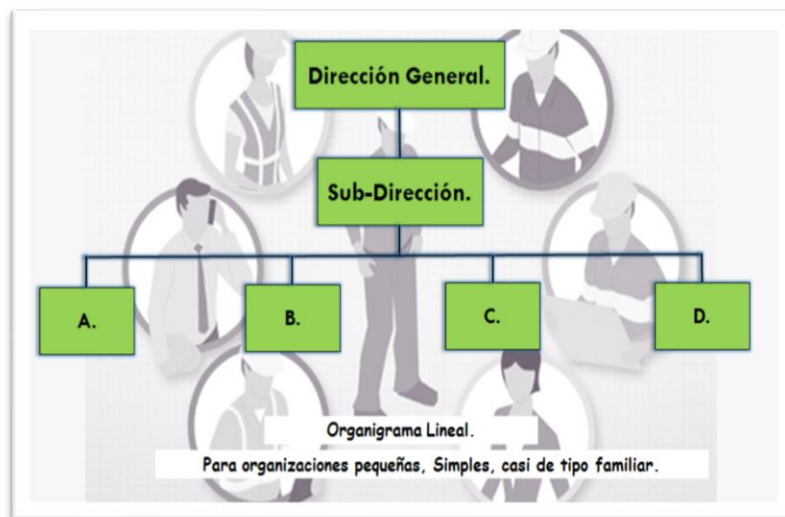 Dirección General.
Sub-Dirección.
A.
B.
C.
D.
Organigrama Lineal.
Para organizaciones pequeñas, Simples, casi de tipo familiar.